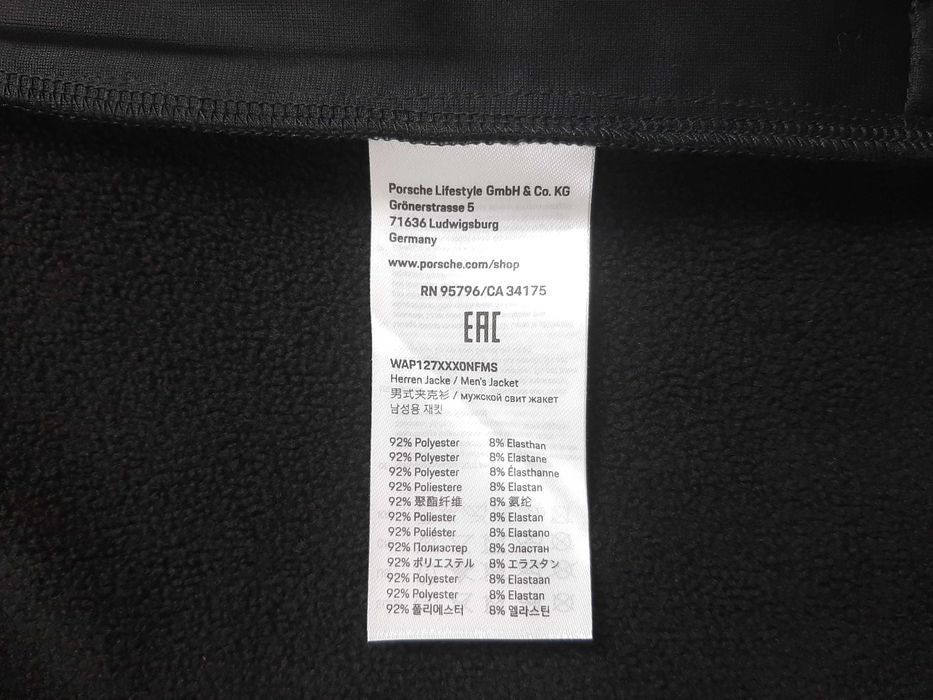 Porsche Lifestyle GmbH & Co. KG
Grönerstrasse 5
71636 Ludwigsburg
Germany
www.porsche.com/shop
RN 95796/CA 34175
EAC
WAP127XXX0NFMS
Herren Jacke / Men's Jacket
男式夹克衫 / мужской свит жакет
남성용 재킷
92% Polyester 8% Elasthan
92% Polyester 8% Elastane
92% Polyester 8% Élasthanne
92% Poliestere 8% Elastan
92% 聚酯纤维 8% 氨纶
92% Poliester 8% Elastan
92% Poliéster 8% Elastano
92% Полиэстер 8% Эластан
92% ポリエステル 8% エラスタン
92% Polyester 8% Elastaan
92% Polyester 8% Elastan
92% 폴리에스터 8% 엘라스틴